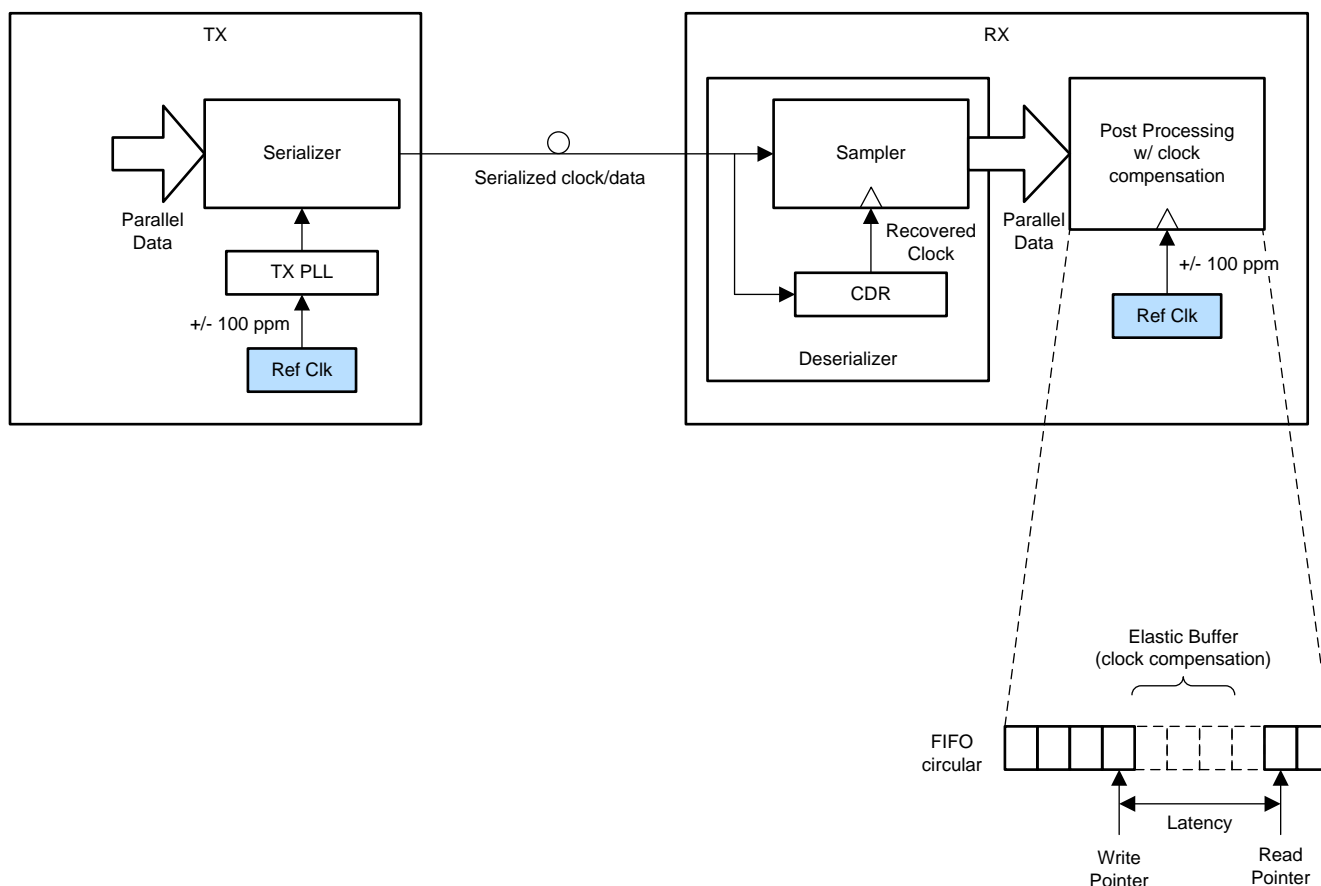 TX
RX
Serializer
Sampler
Post Processing
w/ clock
compensation
Serialized clock/data
Parallel
Data
Recovered
Clock
Parallel
Data
TX PLL
CDR
+/- 100 ppm
+/- 100 ppm
Ref Clk
Ref Clk
Deserializer
Elastic Buffer
(clock compensation)
FIFO
circular
Latency
Write
Pointer
Read
Pointer